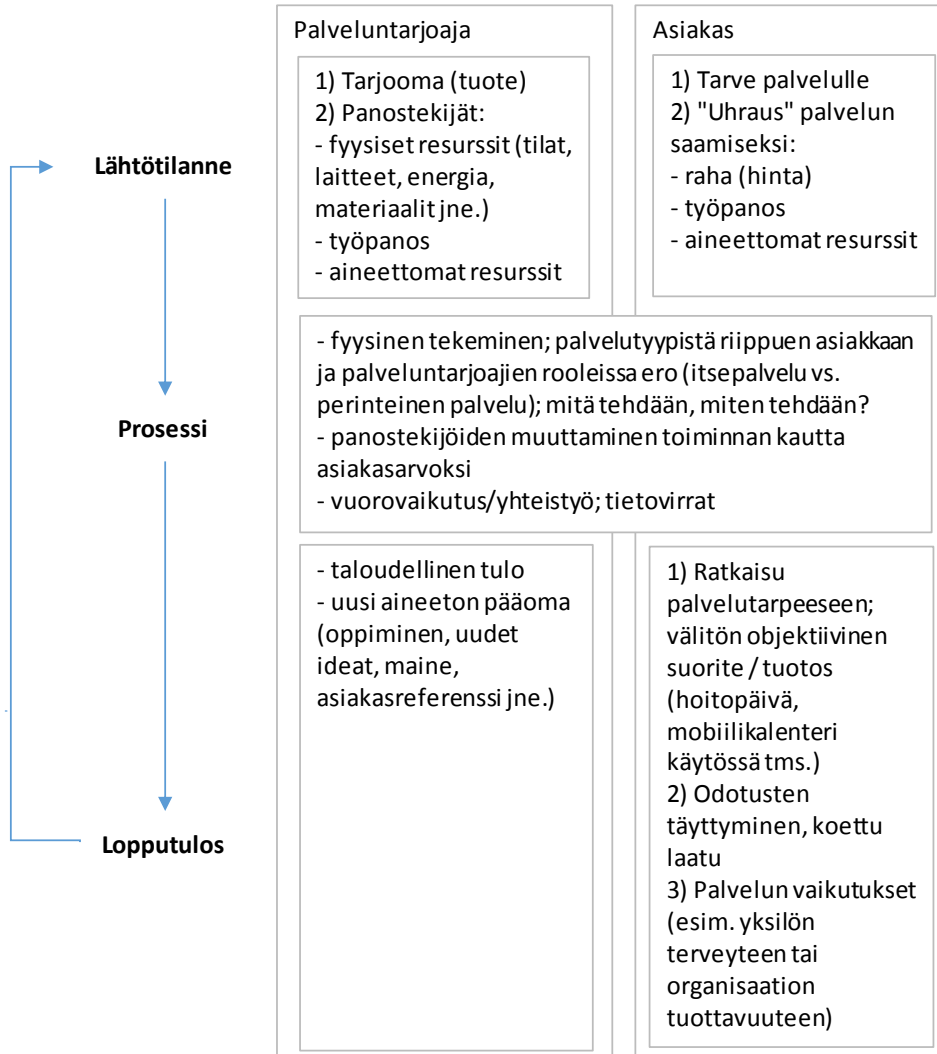 Palveluntarjoaja
Asiakas
Lähtötilanne
1) Tarjooma (tuote)
2) Panostekijät:
- fyysiset resurssit (tilat,
laitteet, energia,
materiaalit jne.)
- työpanos
- aineettomat resurssit
1) Tarve palvelulle
2) "Uhraus" palvelun
saamiseksi:
- raha (hinta)
- työpanos
- aineettomat resurssit
Prosessi
- fyysinen tekeminen; palvelutyypistä riippuen asiakkaan
ja palveluntarjoajien rooleissa ero (itsepalvelu vs.
perinteinen palvelu); mitä tehdään, miten tehdään?
- panostekijöiden muuttaminen toiminnan kautta
asiakasarvoksi
- vuorovaikutus/yhteistyö; tietovirrat
Lopputulos
- taloudellinen tulo
- uusi aineeton pääoma
(oppiminen, uudet
ideat, maine,
asiakasreferenssi jne.)
1) Ratkaisu
palvelutarpeeseen;
välitön objektiivinen
suorite / tuotos
(hoitopäivä,
mobiilikalenteri
käytössä tms.)
2) Odotusten
täyttyminen, koettu
laatu
3) Palvelun vaikutukset
(esim. yksilön
terveyteen tai
organisaation
tuottavuuteen)